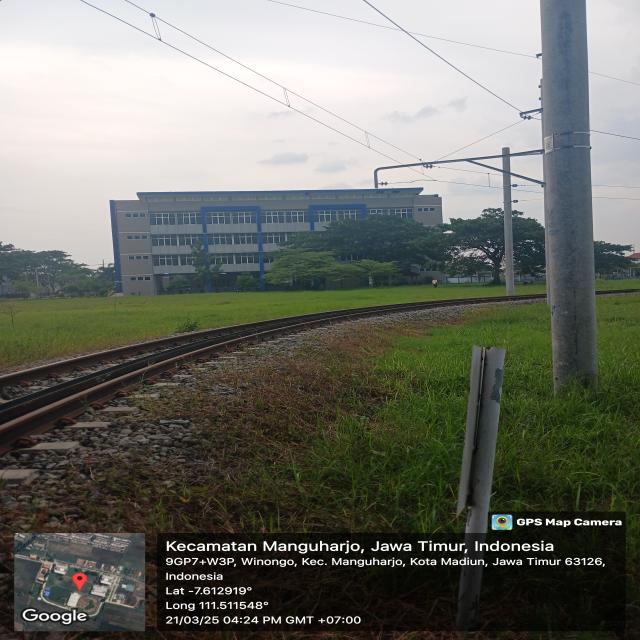 GPS Map Camera
Kecamatan Manguharjo, Jawa Timur, Indonesia
9GP7+W3P, Winongo, Kec. Manguharjo, Kota Madiun, Jawa Timur 63126,
Indonesia
Lat -7.612919°
Long 111.511548°
21/03/25 04:24 PM GMT +07:00
Google